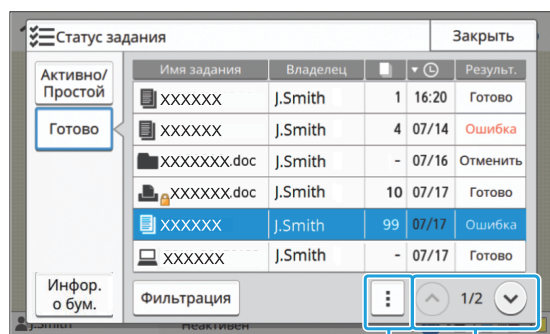 Статус задания
Закрыть
Активно/
Простой
Готово
Инфор.
о бум.
Имя задания Владелец Результ.
XXXXXX J.Smith 1 16:20 Готово
XXXXXX J.Smith 4 07/14 Ошибка
XXXXXXX.doc J.Smith - 07/16 Отменить
XXXXXXX.doc J.Smith 10 07/17 Готово
XXXXXX J.Smith 99 07/17 Ошибка
XXXXXX J.Smith - 07/17 Готово
Фильтрация
1/2
J.Smith
Неактивен